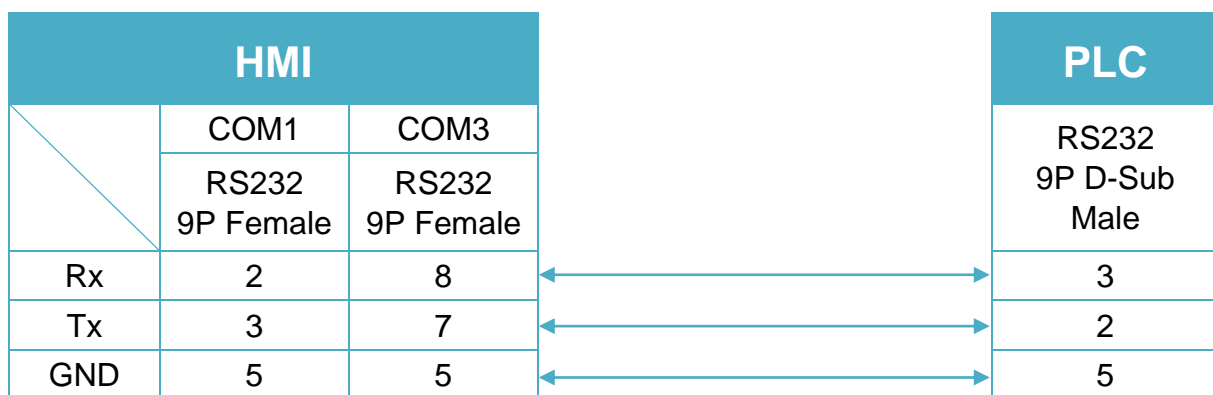 HMI
PLC
COM1
COM3
RS232
9P D-Sub
Male
RS232
9P Female
RS232
9P Female
Rx
2
8
3
Tx
3
7
2
GND
5
5
5